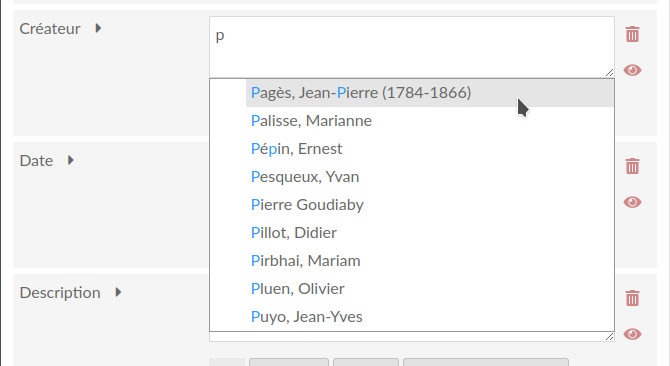 Créateur
p
Pagès, Jean-Pierre (1784-1866)
Palisse, Marianne
Pépin, Ernest
Pesqueux, Yvan
Pierre Goudiaby
Pillot, Didier
Pirbhai, Mariam
Pluen, Olivier
Puyo, Jean-Yves
Date
Description